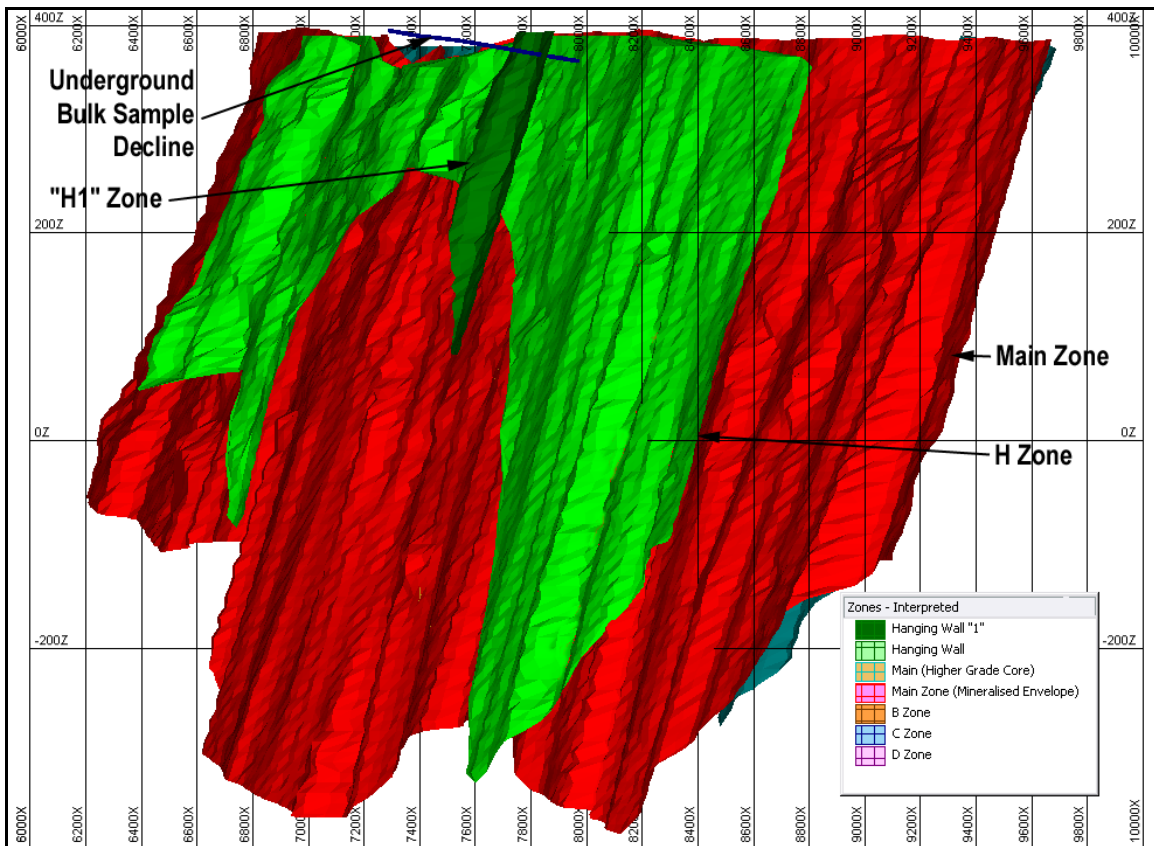 400Z
6000X
6200X
6400X
6600X
6800X
7000X
7200X
7400X
7600X
7800X
8000X
8200X
8400X
8600X
8800X
9000X
9200X
9400X
9600X
9800X
10000X
400Z
Underground
Bulk Sample
Decline
"H1" Zone
200Z
200Z
Main Zone
0Z
0Z
H Zone
-200Z
-200Z
Zones - Interpreted
Hanging Wall "1"
Hanging Wall
Main (Higher Grade Core)
Main Zone (Mineralised Envelope)
B Zone
C Zone
D Zone
6000X
6200X
6400X
6600X
6800X
7000X
7200X
7400X
7600X
7800X
8000X
8200X
8400X
8600X
8800X
9000X
9200X
9400X
9600X
9800X
10000X